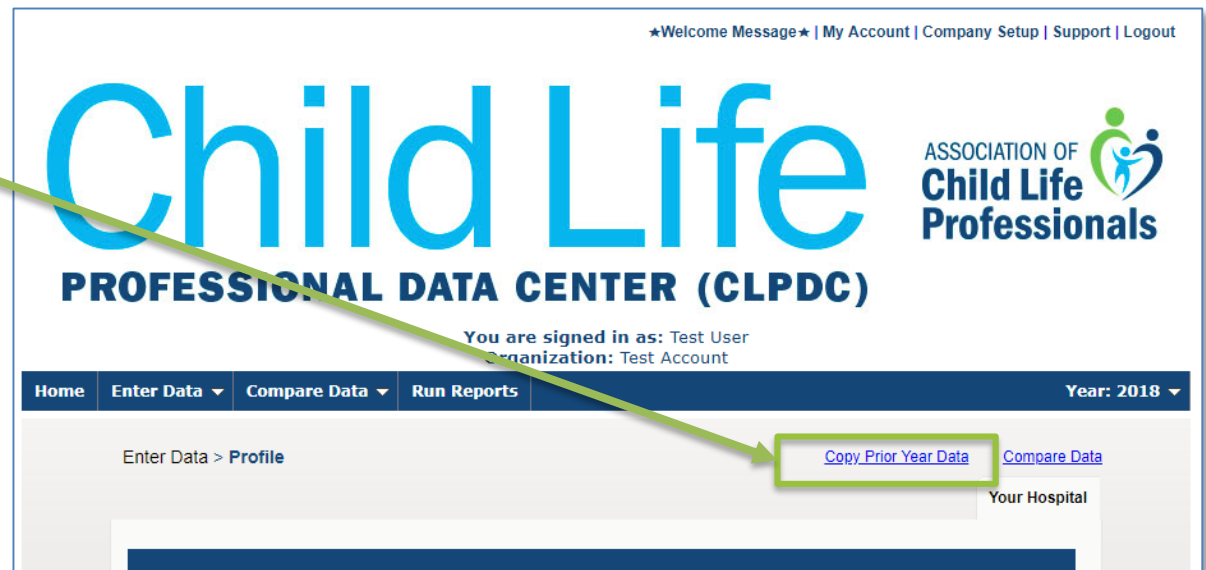 ★Welcome Message★ | My Account | Company Setup | Support | Logout
Child Life
PROFESSIONAL DATA CENTER (CLPDC)
ASSOCIATION OF
Child Life
Professionals
You are signed in as: Test User
Organization: Test Account
Home Enter Data ▼ Compare Data ▼ Run Reports Year: 2018 ▼
Enter Data > Profile Copy Prior Year Data Compare Data
Your Hospital